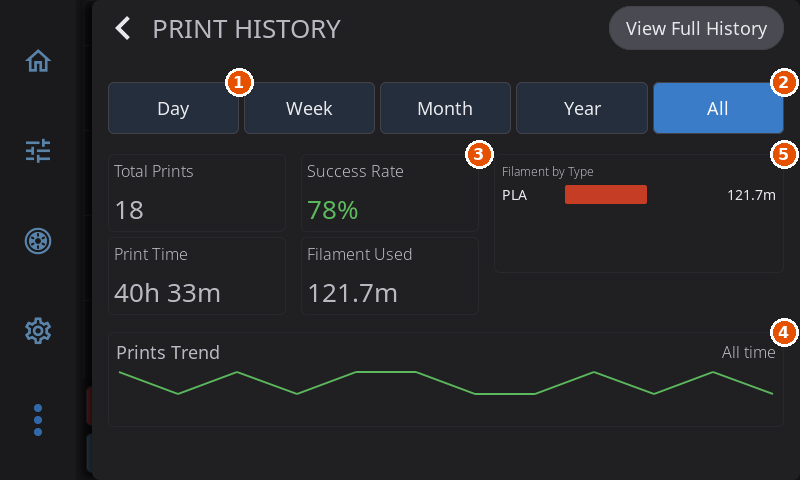 PRINT HISTORY
View Full History
1
2
Day
Week
Month
Year
All
3
5
Total Prints
18
Success Rate
78%
Filament by Type
PLA
121.7m
Print Time
40h 33m
Filament Used
121.7m
4
Prints Trend
All time